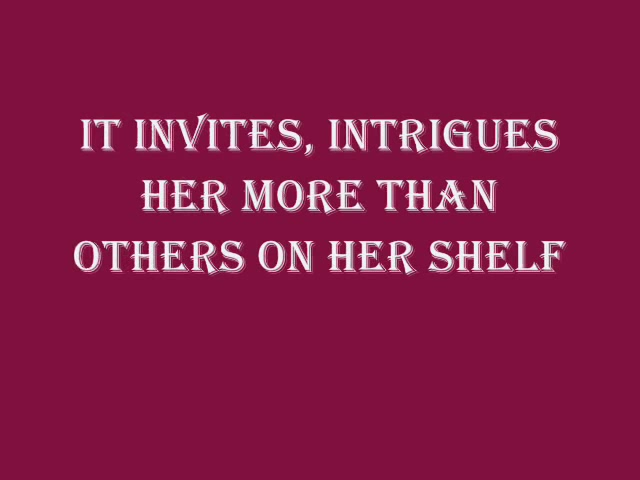 IT INVITES, INTRIGUES
HER MORE THAN
OTHERS ON HER SHELF